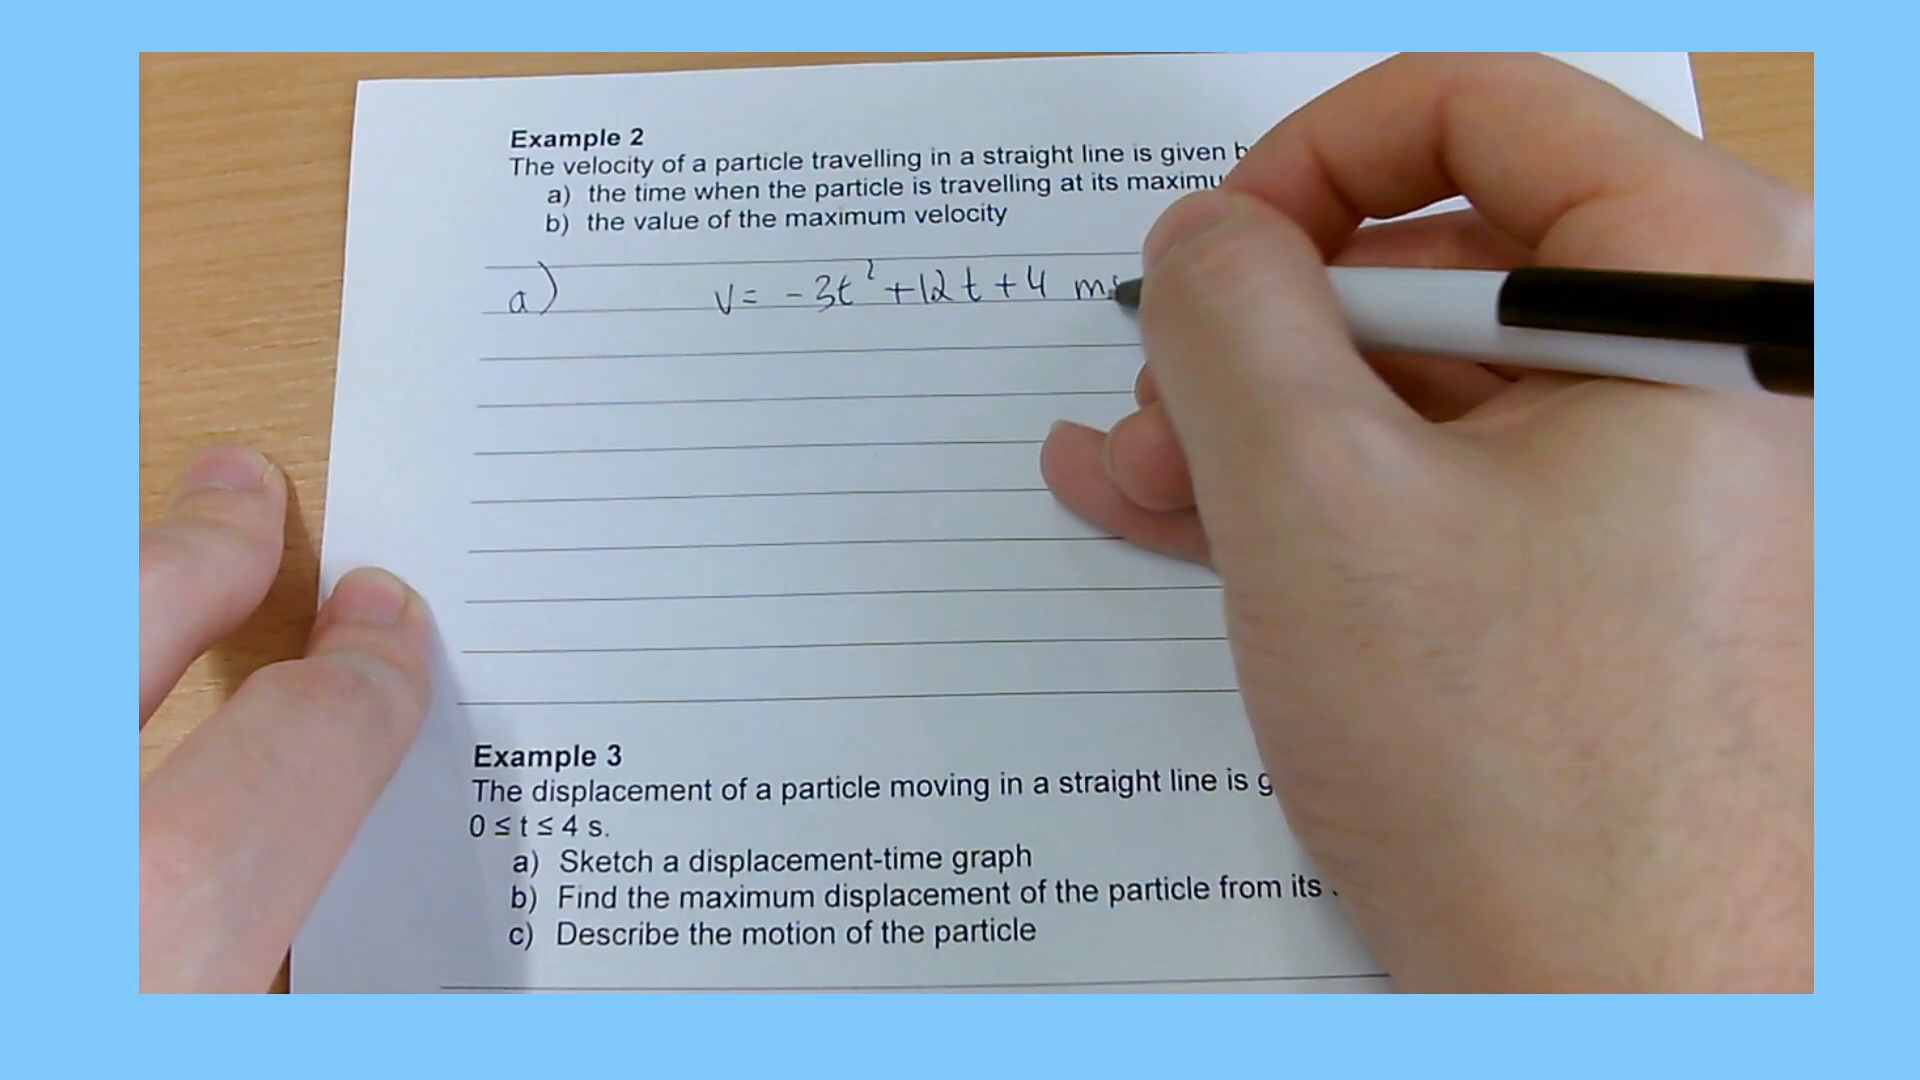 Example 2
The velocity of a particle travelling in a straight line is given
a) the time when the particle is travelling at its
b) the value of the maximum velocity
a) v = -3t² +12t +4 ms
Example 3
The displacement of a particle moving in a straight line is
0 ≤ t ≤ 4 s.
a) Sketch a displacement-time graph
b) Find the maximum displacement of the particle from its
c) Describe the motion of the particle